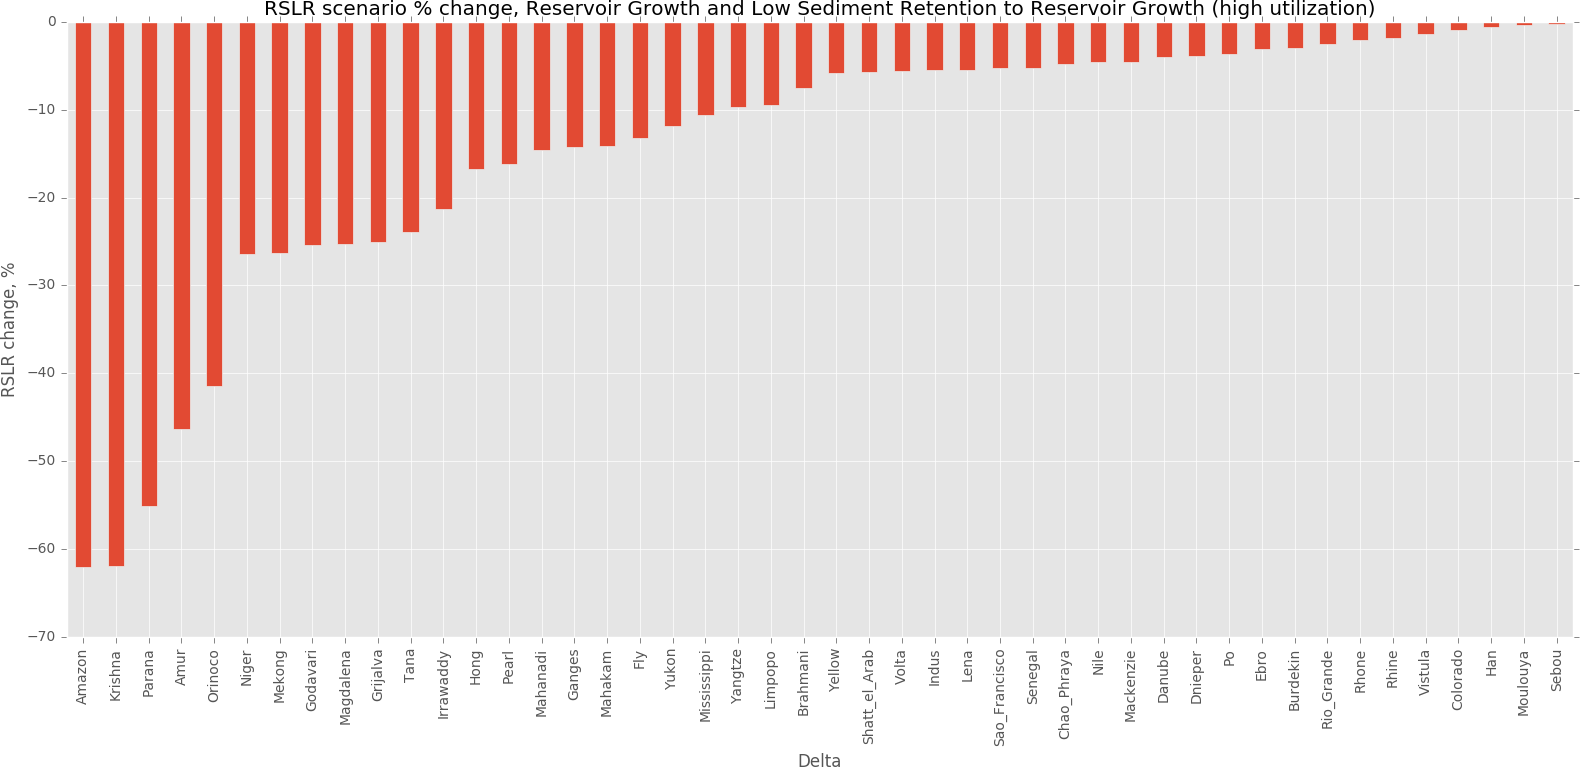 RSLR scenario % change, Reservoir Growth and Low Sediment Retention to Reservoir Growth (high utilization)
RSLR change, %
0
−10
−20
−30
−40
−50
−60
−70
Amazon
Krishna
Parana
Amur
Orinoco
Niger
Mekong
Godavari
Magdalena
Grijalva
Tana
Irrawaddy
Hong
Pearl
Mahanadi
Ganges
Mahakam
Fly
Yukon
Mississippi
Yangtze
Limpopo
Brahmani
Yellow
Shatt_el_Arab
Volta
Indus
Lena
Sao_Francisco
Senegal
Chao_Phraya
Nile
Mackenzie
Danube
Dnieper
Po
Ebro
Burdekin
Rio_Grande
Rhone
Rhine
Vistula
Colorado
Han
Moulouya
Sebou
Delta